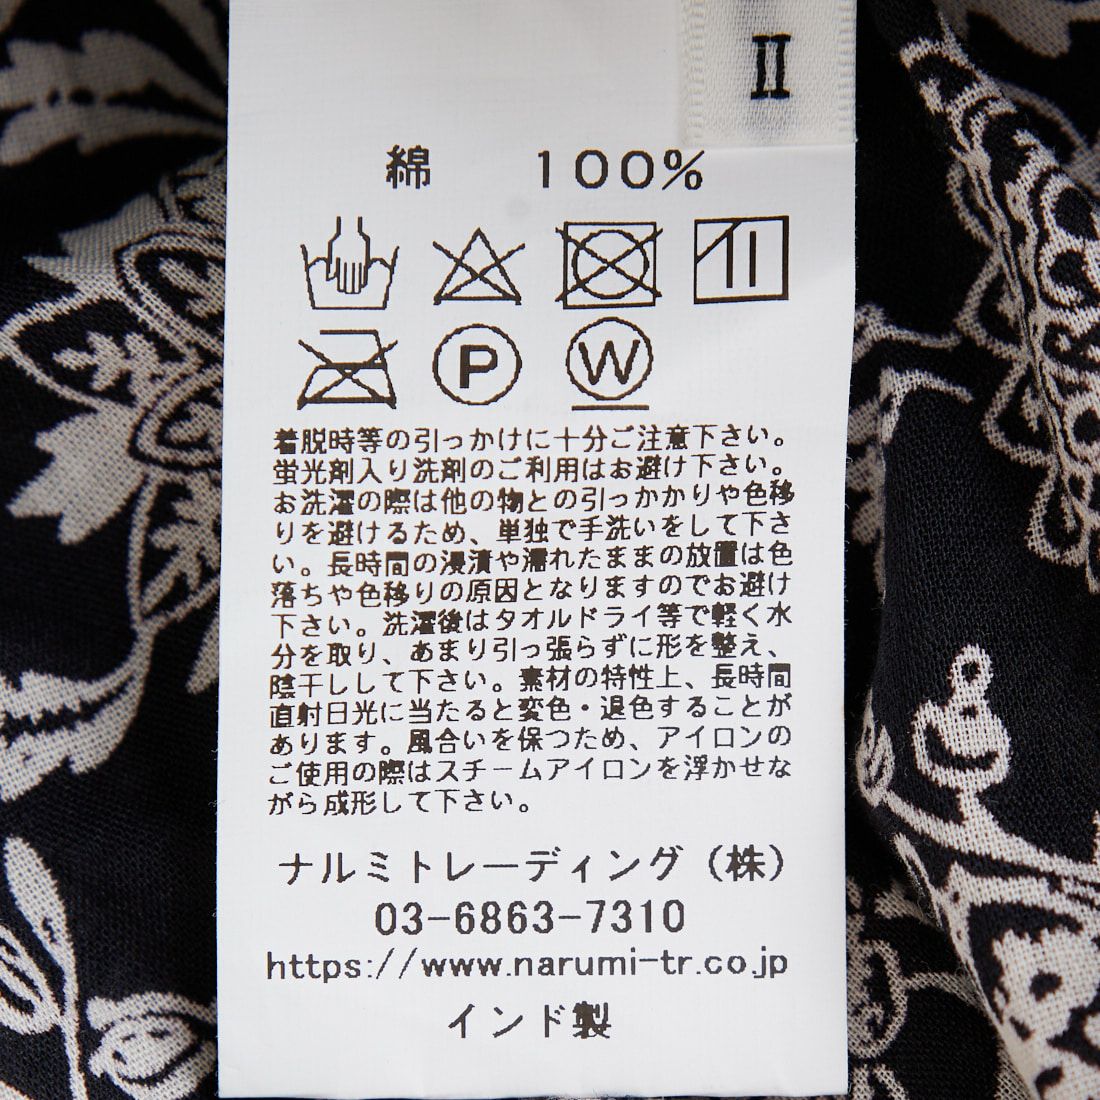 II
綿 100%
P W
着脱時等の引っかけに十分ご注意下さい。
蛍光剤入り洗剤のご利用はお避け下さい。
お洗濯の際は他の物との引っかかりや色移
りを避けるため、単独で手洗いをして下さ
い。長時間の浸漬や濡れたままの放置は色
落ちや色移りの原因となりますのでお避け
下さい。洗濯後はタオルドライ等で軽く水
分を取り、あまり引っ張らずに形を整え、
陰干しして下さい。素材の特性上、長時間
直射日光に当たると変色・退色することが
あります。風合いを保つため、アイロンの
ご使用の際はスチームアイロンを浮かせな
がら成形して下さい。
ナルミトレーディング(株)
03-6863-7310
https://www.narumi-tr.co.jp
インド製